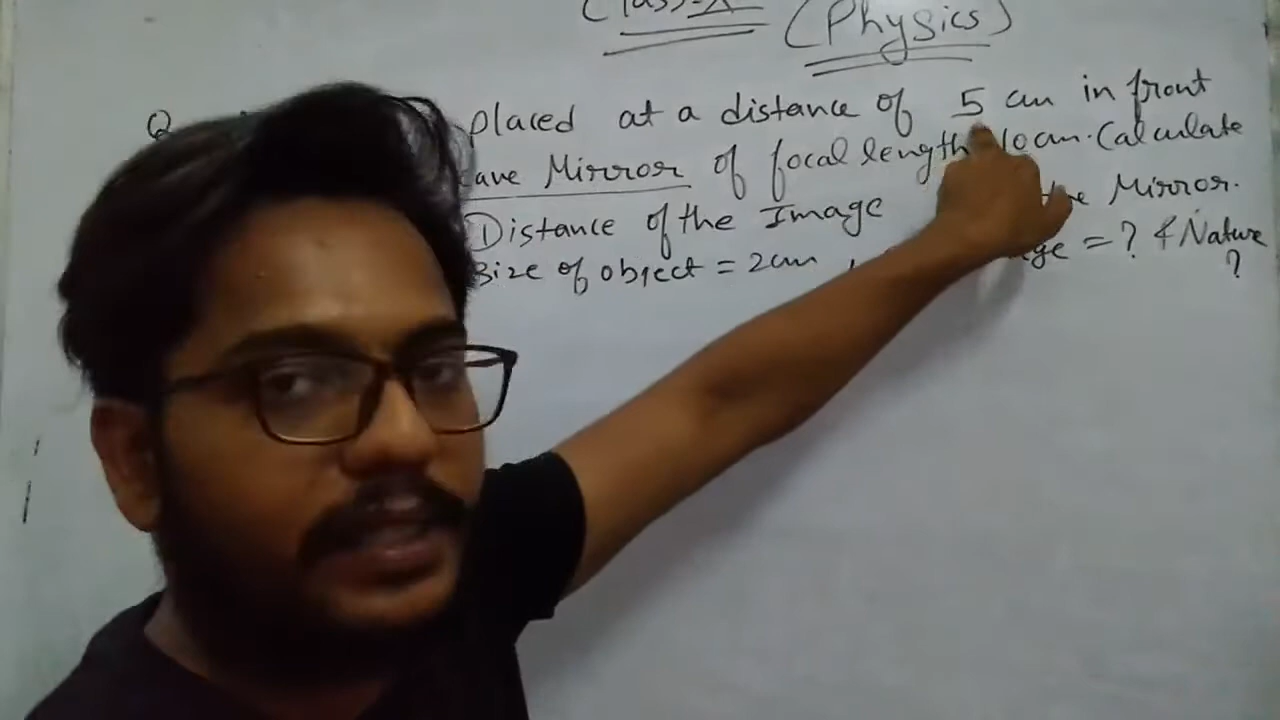 Class-X (Physics)
Q placed at a distance of 5 cm in front
cave Mirror of focal length 10cm. Calculate
Distance of the Image the Mirror.
Size of object = 2cm , = ? & Nature
?